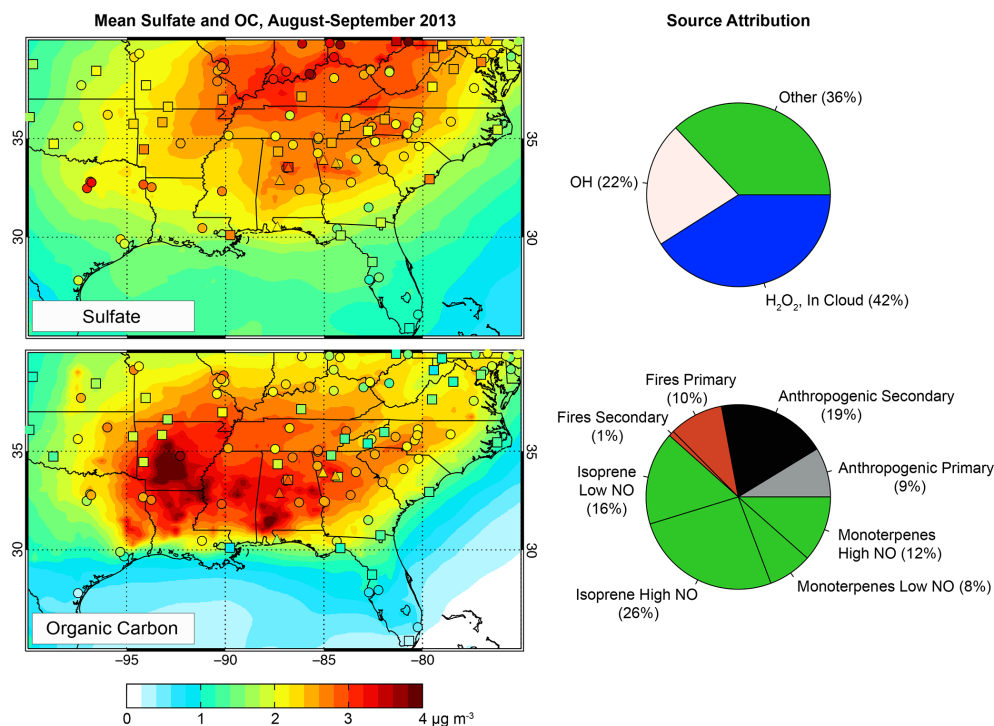 Mean Sulfate and OC, August-September 2013
Source Attribution
35
30
35
30
Sulfate
Other (36%)
OH (22%)
H₂O₂, In Cloud (42%)
35
30
35
30
Organic Carbon
−95
−90
−85
−80
Fires Primary
(10%)
Anthropogenic Secondary
(19%)
Fires Secondary
(1%)
Anthropogenic Primary
(9%)
Isoprene
Low NO
(16%)
Monoterpenes
High NO (12%)
Monoterpenes Low NO (8%)
Isoprene High NO
(26%)
0
1
2
3
4 µg m⁻³